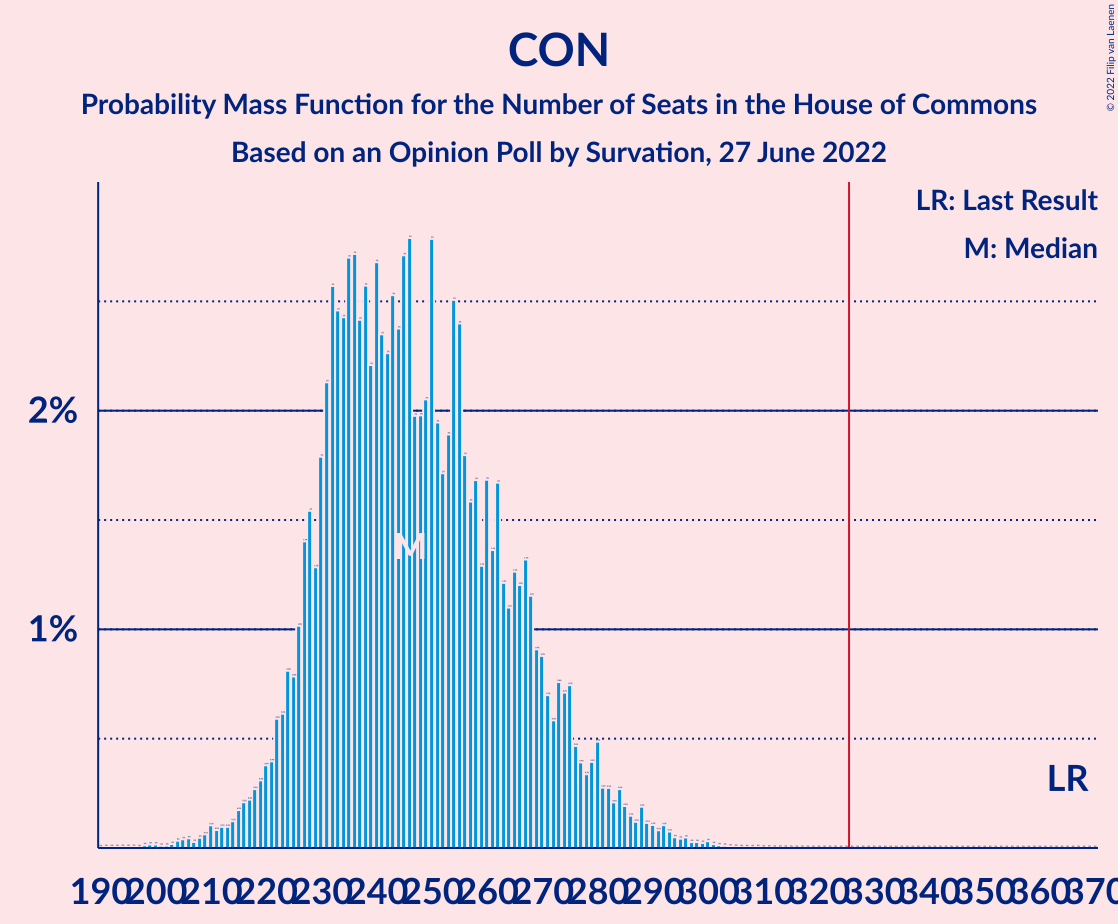 CON
Probability Mass Function for the Number of Seats in the House of Commons
Based on an Opinion Poll by Survation, 27 June 2022
© 2022 Filip van Laenen
LR: Last Result
M: Median
2%
1%
M
LR
190 200 210 220 230 240 250 260 270 280 290 300 310 320 330 340 350 360 370